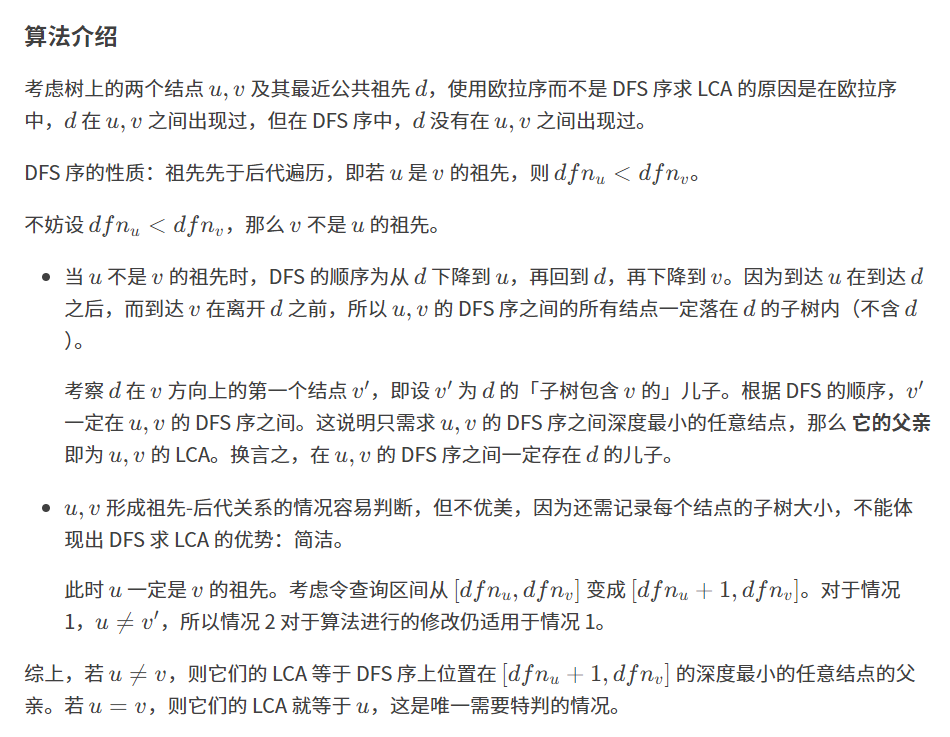 算法介绍
考虑树上的两个结点 u, v 及其最近公共祖先 d，使用欧拉序而不是 DFS 序求 LCA 的原因是在欧拉序
中，d 在 u, v 之间出现过，但在 DFS 序中，d 没有在 u, v 之间出现过。
DFS 序的性质：祖先先于后代遍历，即若 u 是 v 的祖先，则 dfn_u < dfn_v。
不妨设 dfn_u < dfn_v，那么 v 不是 u 的祖先。
• 当 u 不是 v 的祖先时，DFS 的顺序为从 d 下降到 u，再回到 d，再下降到 v。因为到达 u 在到达 d
之后，而到达 v 在离开 d 之前，所以 u, v 的 DFS 序之间的所有结点一定落在 d 的子树内（不含 d
）。
考察 d 在 v 方向上的第一个结点 v′，即设 v′ 为 d 的「子树包含 v 的」儿子。根据 DFS 的顺序，v′
一定在 u, v 的 DFS 序之间。这说明只需求 u, v 的 DFS 序之间深度最小的任意结点，那么 它的父亲
即为 u, v 的 LCA。换言之，在 u, v 的 DFS 序之间一定存在 d 的儿子。
• u, v 形成祖先-后代关系的情况容易判断，但不优美，因为还需记录每个结点的子树大小，不能体
现出 DFS 求 LCA 的优势：简洁。
此时 u 一定是 v 的祖先。考虑令查询区间从 [dfn_u, dfn_v] 变成 [dfn_u + 1, dfn_v]。对于情况
1，u ≠ v′，所以情况 2 对于算法进行的修改仍适用于情况 1。
综上，若 u ≠ v，则它们的 LCA 等于 DFS 序上位置在 [dfn_u + 1, dfn_v] 的深度最小的任意结点的父
亲。若 u = v，则它们的 LCA 就等于 u，这是唯一需要特判的情况。